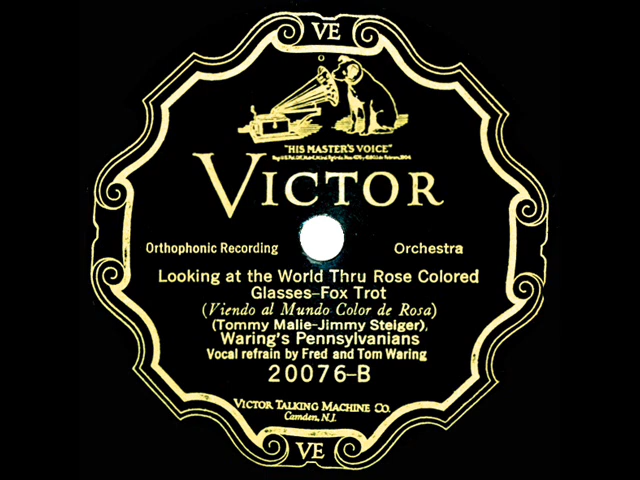 VE
"HIS MASTER'S VOICE"
VICTOR
Orthophonic Recording
Orchestra
Looking at the World Thru Rose Colored
Glasses–Fox Trot
(Viendo al Mundo Color de Rosa)
(Tommy Malie-Jimmy Steiger),
Waring's Pennsylvanians
Vocal refrain by Fred and Tom Waring
20076-B
VICTOR TALKING MACHINE CO.
Camden, N.J.
VE